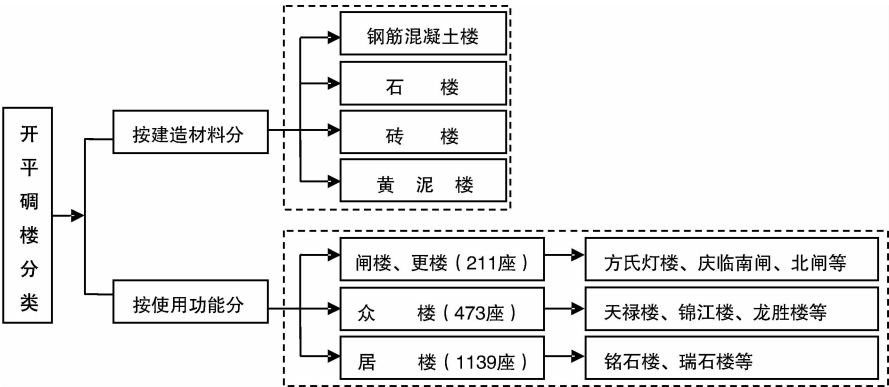 开平碉楼分类
按建造材料分
钢筋混凝土楼
石 楼
砖 楼
黄 泥 楼
按使用功能分
闸楼、更楼（211座）
方氏灯楼、庆临南闸、北闸等
众 楼（473座）
天禄楼、锦江楼、龙胜楼等
居 楼（1139座）
铭石楼、瑞石楼等